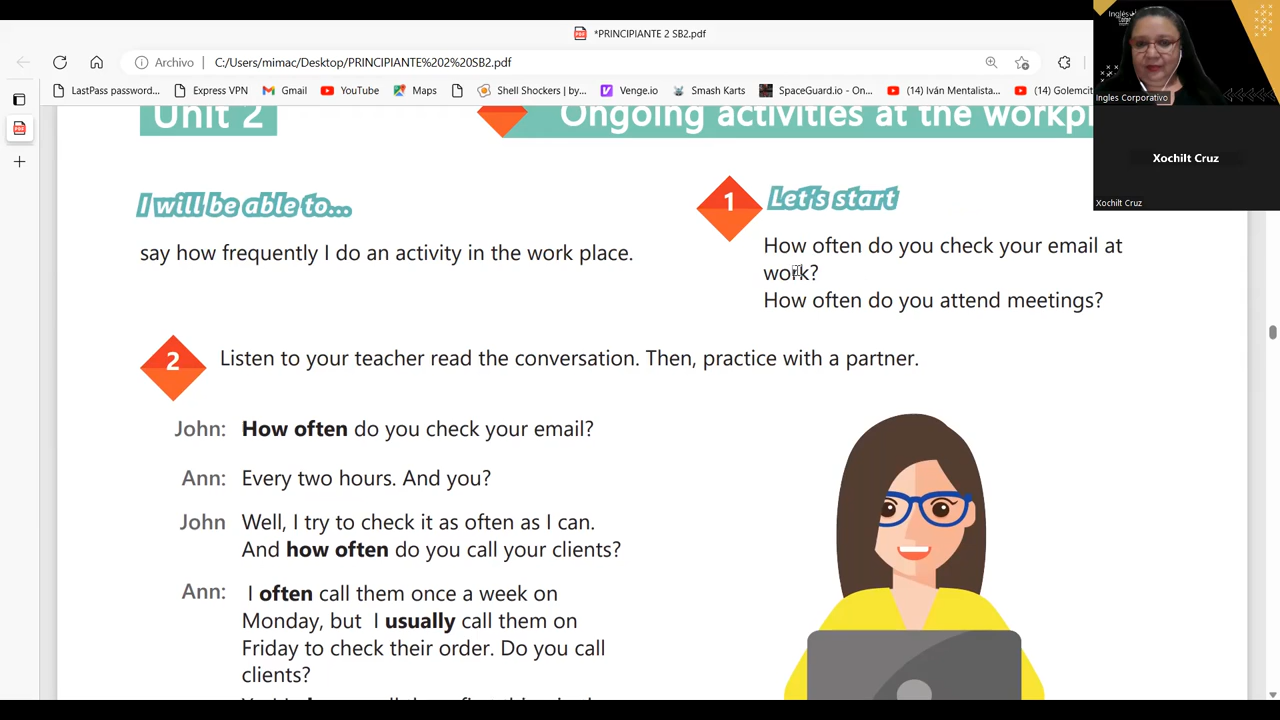 *PRINCIPIANTE 2 SB2.pdf
Archivo
C:/Users/mimac/Desktop/PRINCIPIANTE%202%20SB2.pdf
LastPass password...
Express VPN
Gmail
YouTube
Maps
Shell Shockers | by...
Venge.io
Smash Karts
SpaceGuard.io - On...
(14) Iván Mentalista...
(14) Golemcit
Ingles Corporativo
Xochilt Cruz
Xochilt Cruz
Unit 2
Ongoing activities at the workpl
I will be able to...
say how frequently I do an activity in the work place.
1
Let's start
How often do you check your email at
work?
How often do you attend meetings?
2
Listen to your teacher read the conversation. Then, practice with a partner.
John: How often do you check your email?
Ann: Every two hours. And you?
John Well, I try to check it as often as I can.
And how often do you call your clients?
Ann: I often call them once a week on
Monday, but I usually call them on
Friday to check their order. Do you call
clients?